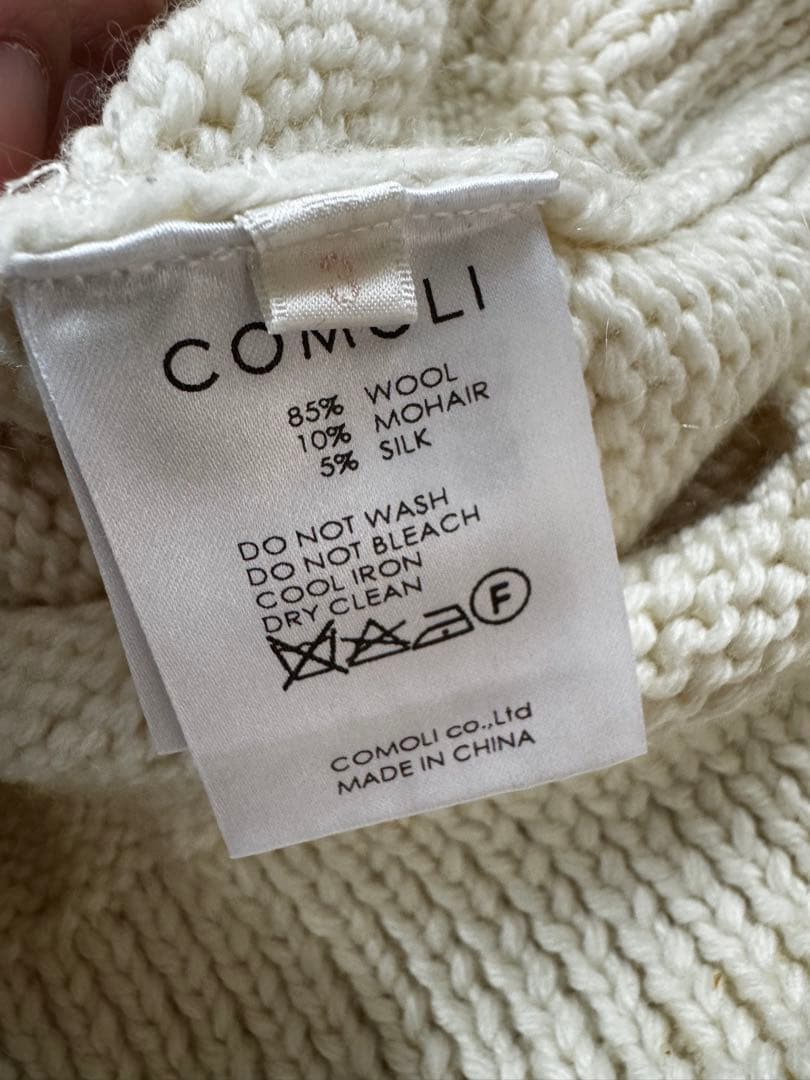 3
COMOLI
85% WOOL
10% MOHAIR
5% SILK
DO NOT WASH
DO NOT BLEACH
COOL IRON
DRY CLEAN
F
COMOLI co.,Ltd
MADE IN CHINA